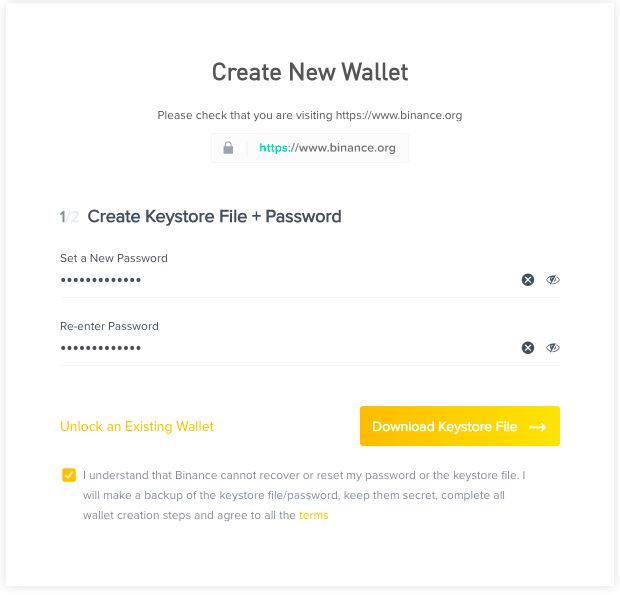 Create New Wallet
Please check that you are visiting https://www.binance.org
https://www.binance.org
1/2 Create Keystore File + Password
Set a New Password
•••••••••••••
Re-enter Password
•••••••••••••
Unlock an Existing Wallet
Download Keystore File →
I understand that Binance cannot recover or reset my password or the keystore file. I
will make a backup of the keystore file/password, keep them secret, complete all
wallet creation steps and agree to all the terms